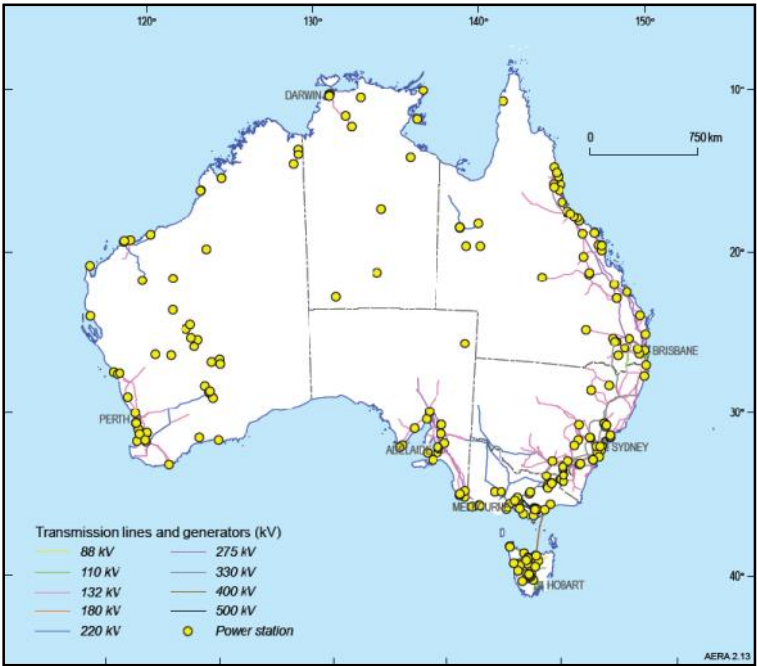 120° 130° 140° 150°
DARWIN
10°
0 750 km
20°
BRISBANE
PERTH
30°
SYDNEY
ADELAIDE
MELBOURNE
Transmission lines and generators (kV)
88 kV 275 kV
110 kV 330 kV
132 kV 400 kV
180 kV 500 kV
220 kV Power station
40°
HOBART
AERA 2.13